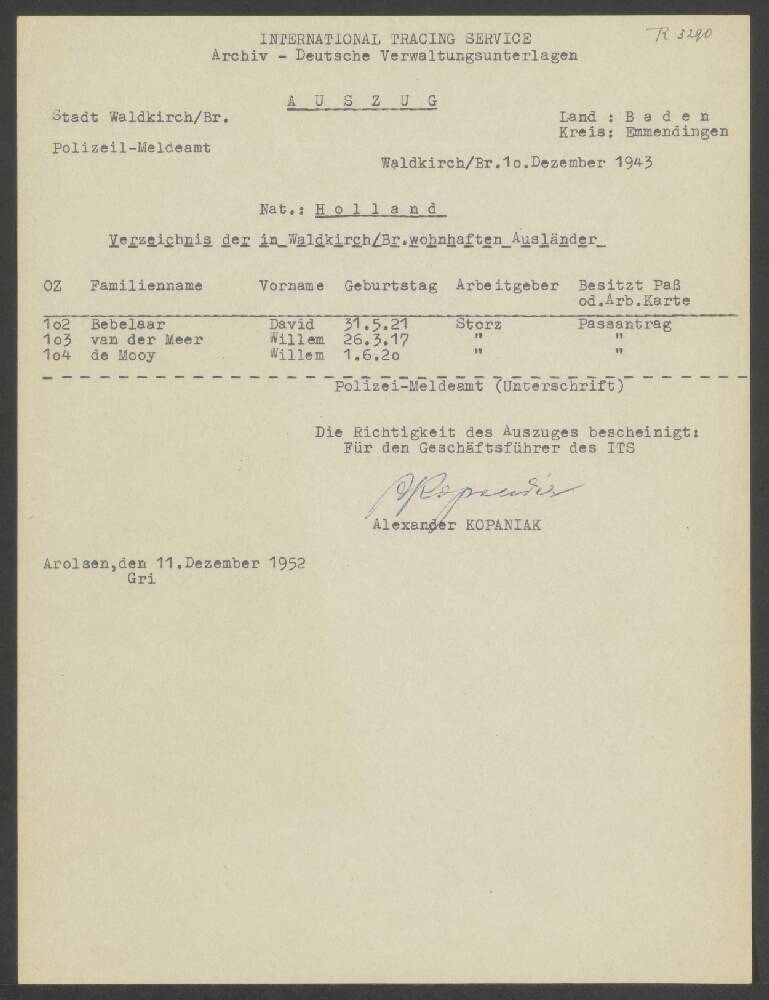 R 3290
INTERNATIONAL TRACING SERVICE
Archiv - Deutsche Verwaltungsunterlagen
A U S Z U G
Stadt Waldkirch/Br.
Land : B a d e n
Kreis: Emmendingen
Polizeil-Meldeamt
Waldkirch/Br.1o.Dezember 1943
Nat.: H o l l a n d
Verzeichnis der in Waldkirch/Br.wohnhaften Ausländer
OZ Familienname Vorname Geburtstag Arbeitgeber Besitzt Paß
od.Arb.Karte
1o2 Bebelaar David 31.5.21 Storz Passantrag
1o3 van der Meer Willem 26.3.17 " "
1o4 de Mooy Willem 1.6.2o " "
Polizei-Meldeamt (Unterschrift)
Die Richtigkeit des Auszuges bescheinigt:
Für den Geschäftsführer des ITS
AKopaniak
Alexander KOPANIAK
Arolsen,den 11.Dezember 1952
Gri